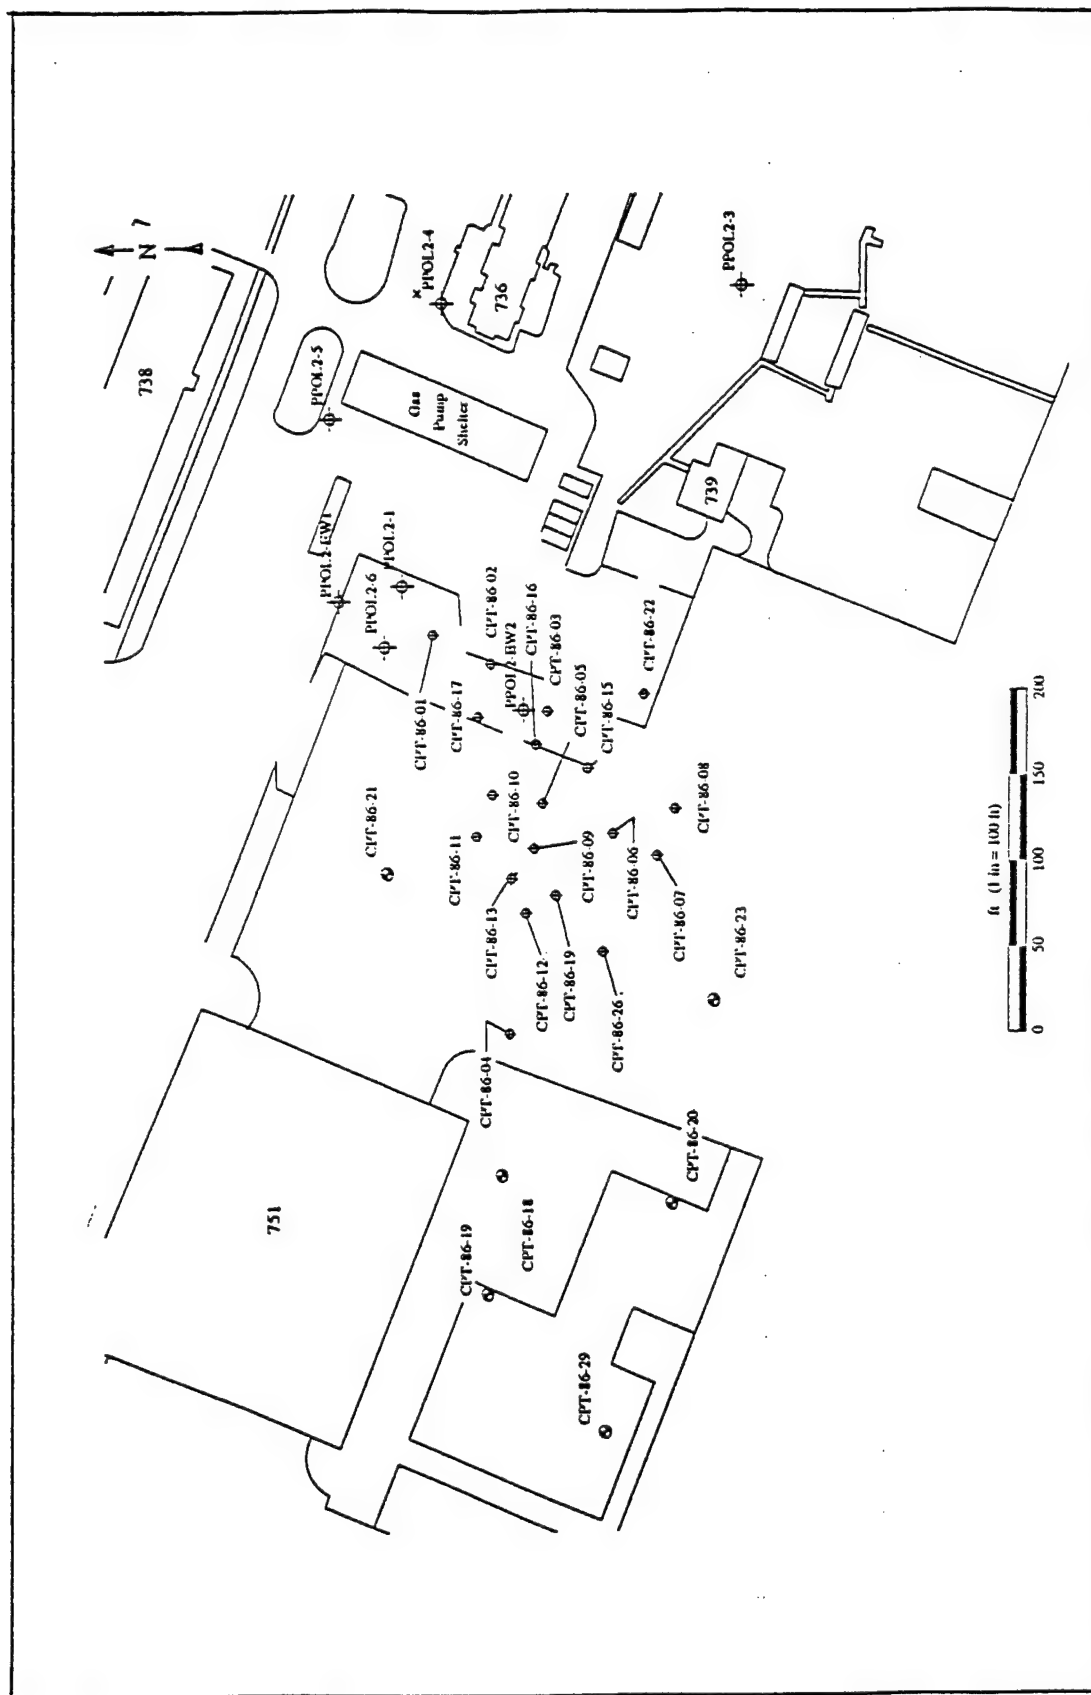 N
7
738
PPOL2-5
PPOL2-4
736
PPOL2-3
Gas
Pump
Shelter
739
PPOL2-EW1
PPOL2-1
PPOL2-6
CPT-86-02
CPT-86-01
CPT-86-17
PPOL2-EW2
CPT-86-16
CPT-86-03
CPT-86-05
CPT-86-15
CPT-86-22
CPT-86-21
CPT-86-11
CPT-86-10
CPT-86-13
CPT-86-12
CPT-86-19
CPT-86-09
CPT-86-06
CPT-86-07
CPT-86-08
CPT-86-26
CPT-86-23
CPT-86-04
751
CPT-86-19
CPT-86-18
CPT-86-20
CPT-86-29
0 50 100 150 200
ft (1 in = 100 ft)